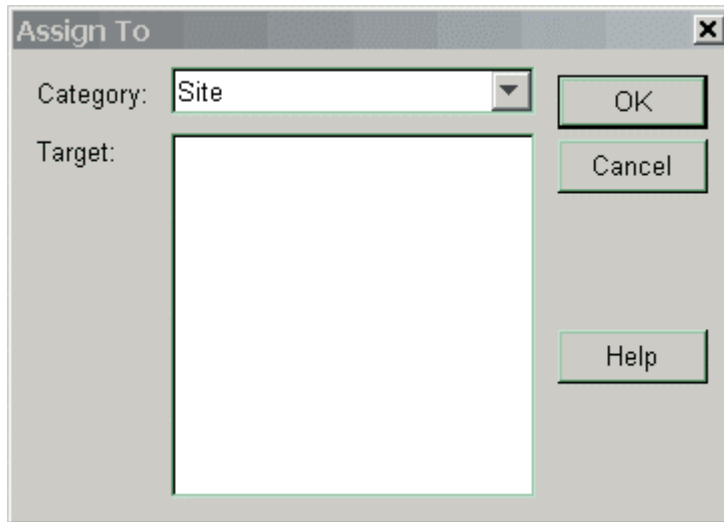 Assign To
Category:
Site
OK
Target:
Cancel
Help